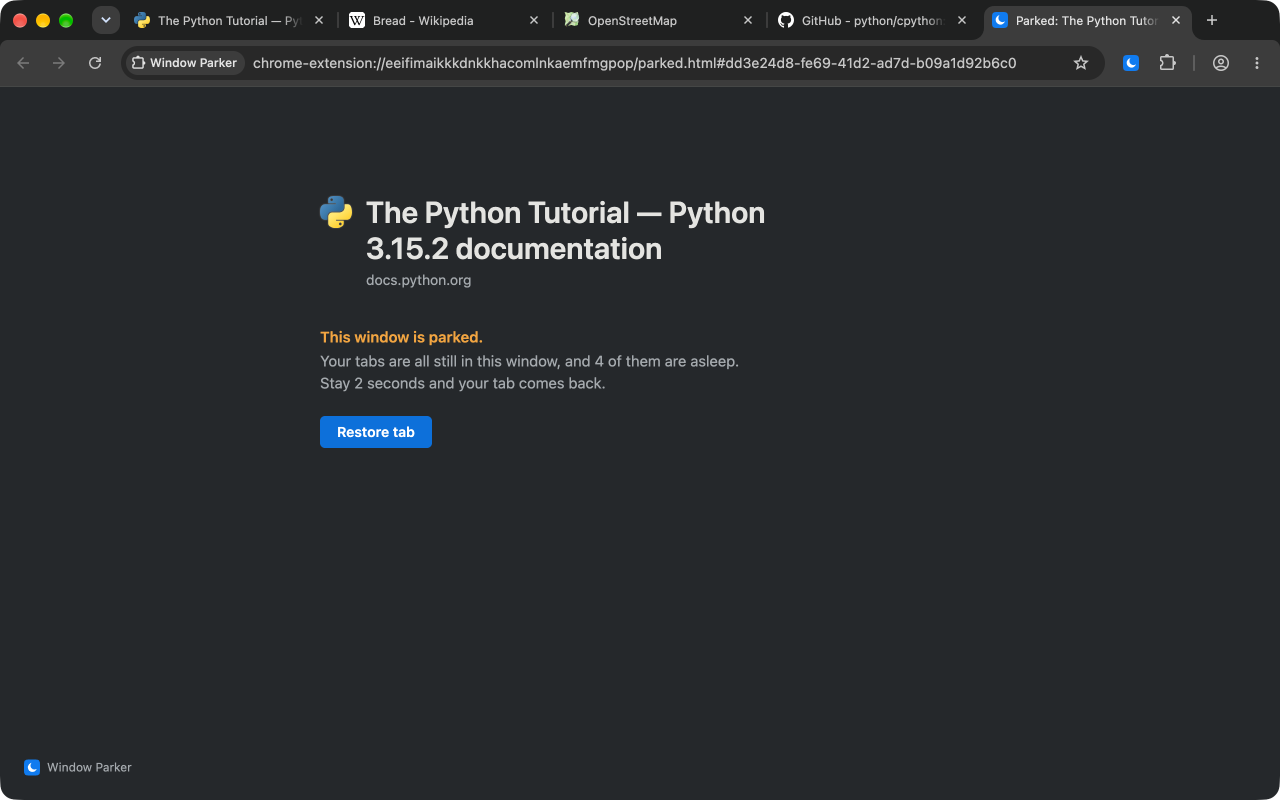 The Python Tutorial — Pyt
Bread - Wikipedia
OpenStreetMap
GitHub - python/cpython
Parked: The Python Tutor
Window Parker
chrome-extension://eeifimaikkkdnkkhacomlnkaemfmgpop/parked.html#dd3e24d8-fe69-41d2-ad7d-b09a1d92b6c0
The Python Tutorial — Python
3.15.2 documentation
docs.python.org
This window is parked.
Your tabs are all still in this window, and 4 of them are asleep.
Stay 2 seconds and your tab comes back.
Restore tab
Window Parker